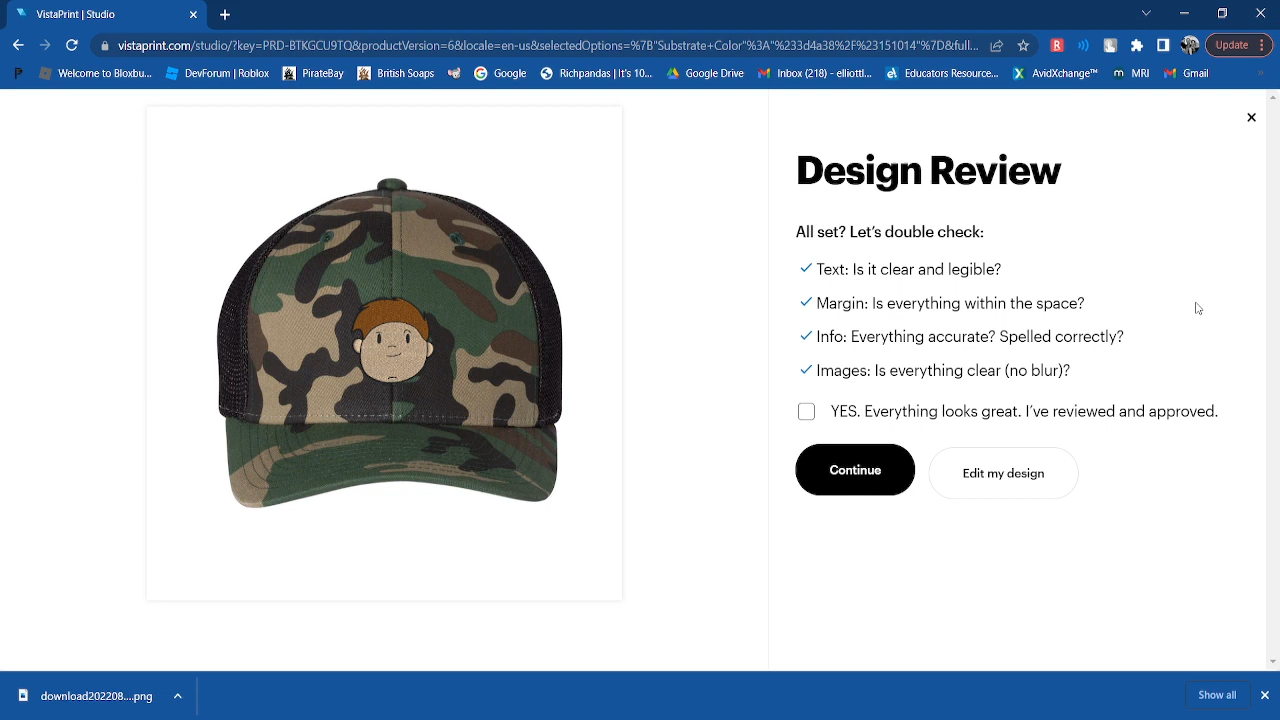 VistaPrint | Studio
vistaprint.com/studio/?key=PRD-BTKGCU9TQ&productVersion=6&locale=en-us&selectedOptions=%7B"Substrate+Color"%3A"%233d4a38%2F%23151014"%7D&full...
Update
Welcome to Bloxbu...
DevForum | Roblox
PirateBay
British Soaps
Google
Richpandas | It's 10...
Google Drive
Inbox (218) - elliottl...
Educators Resource...
AvidXchange™
MRI
Gmail
Design Review
All set? Let's double check:
Text: Is it clear and legible?
Margin: Is everything within the space?
Info: Everything accurate? Spelled correctly?
Images: Is everything clear (no blur)?
YES. Everything looks great. I've reviewed and approved.
Continue
Edit my design
download202208....png
Show all